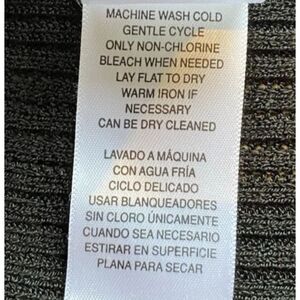 MACHINE WASH COLD
GENTLE CYCLE
ONLY NON-CHLORINE
BLEACH WHEN NEEDED
LAY FLAT TO DRY
WARM IRON IF
NECESSARY
CAN BE DRY CLEANED
LAVADO A MÁQUINA
CON AGUA FRÍA
CICLO DELICADO
USAR BLANQUEADORES
SIN CLORO ÚNICAMENTE
CUANDO SEA NECESARIO
ESTIRAR EN SUPERFICIE
PLANA PARA SECAR